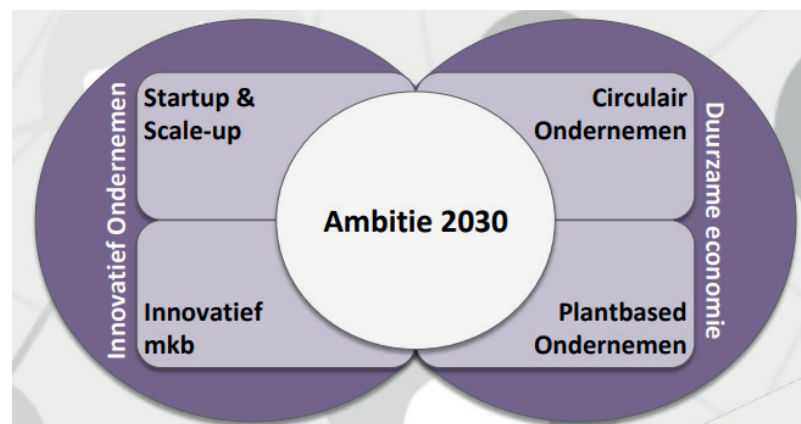 Innovatief Ondernemen
Startup &
Scale-up
Innovatief
mkb
Ambitie 2030
Circulair
Ondernemen
Plantbased
Ondernemen
Duurzame economie